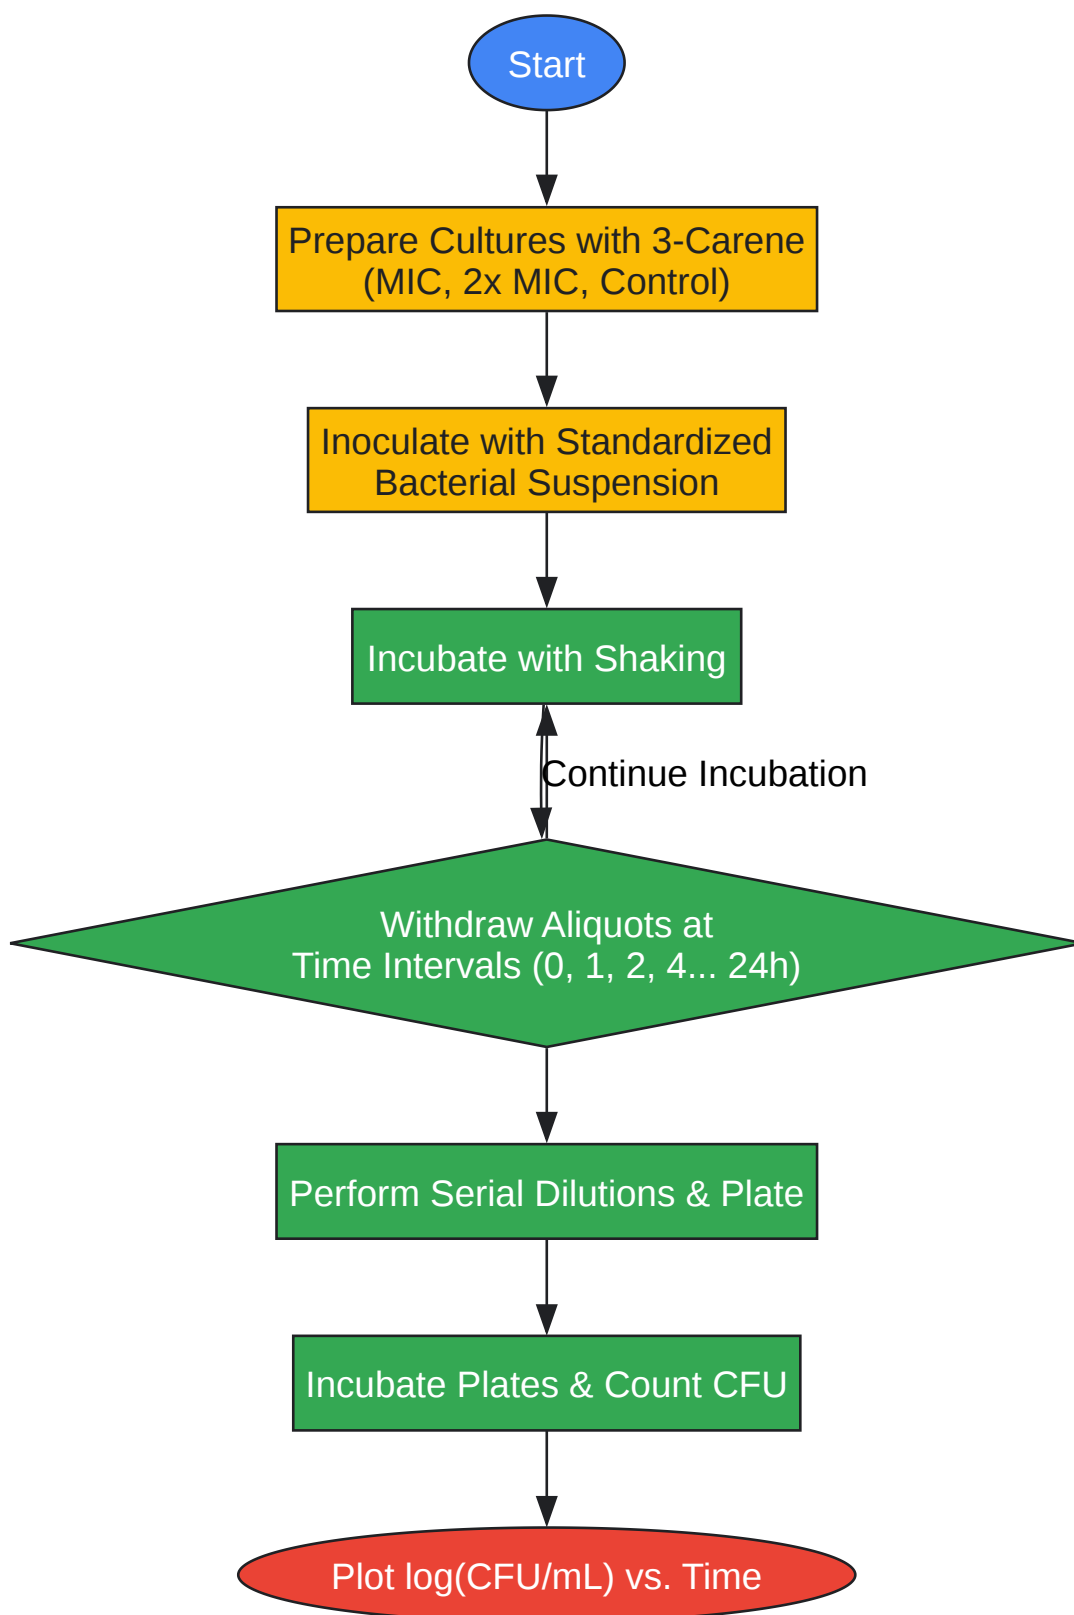 Start
Prepare Cultures with 3-Carene
(MIC, 2x MIC, Control)
Inoculate with Standardized
Bacterial Suspension
Incubate with Shaking
Continue Incubation
Withdraw Aliquots at
Time Intervals (0, 1, 2, 4... 24h)
Perform Serial Dilutions & Plate
Incubate Plates & Count CFU
Plot log(CFU/mL) vs. Time